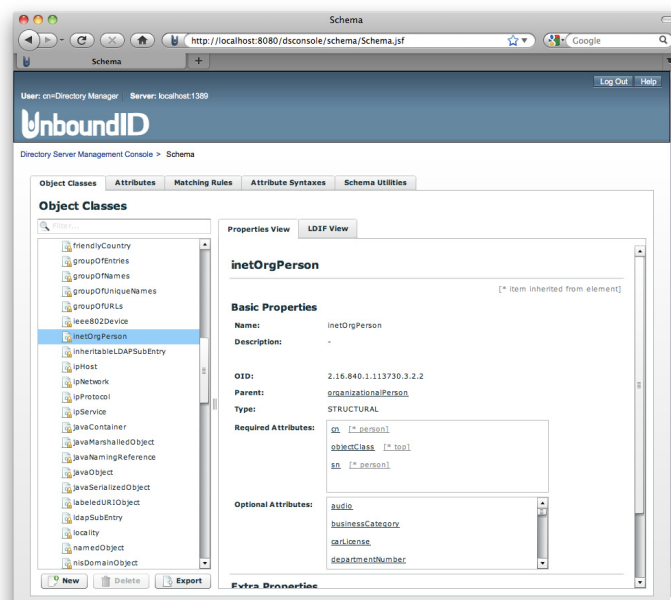 Schema
http://localhost:8080/dsconsole/schema/Schema.jsf
Google
Schema
+
Log Out Help
User: cn=Directory Manager Server: localhost:1389
UnboundID
Directory Server Management Console > Schema
Object Classes Attributes Matching Rules Attribute Syntaxes Schema Utilities
Object Classes
Filter...
friendlyCountry
groupOfEntries
groupOfNames
groupOfUniqueNames
groupOfURLs
ieee802Device
inetOrgPerson
inheritableLDAPSubEntry
ipHost
ipNetwork
ipProtocol
ipService
javaContainer
javaMarshalledObject
javaNamingReference
javaObject
javaSerializedObject
labeledURIObject
ldapSubEntry
locality
namedObject
nisDomainObject
New Delete Export
Properties View LDIF View
inetOrgPerson
[* item inherited from element]
Basic Properties
Name: inetOrgPerson
Description: -
OID: 2.16.840.1.113730.3.2.2
Parent: organizationalPerson
Type: STRUCTURAL
Required Attributes: cn [* person]
objectClass [* top]
sn [* person]
Optional Attributes: audio
businessCategory
carLicense
departmentNumber
Extra Properties